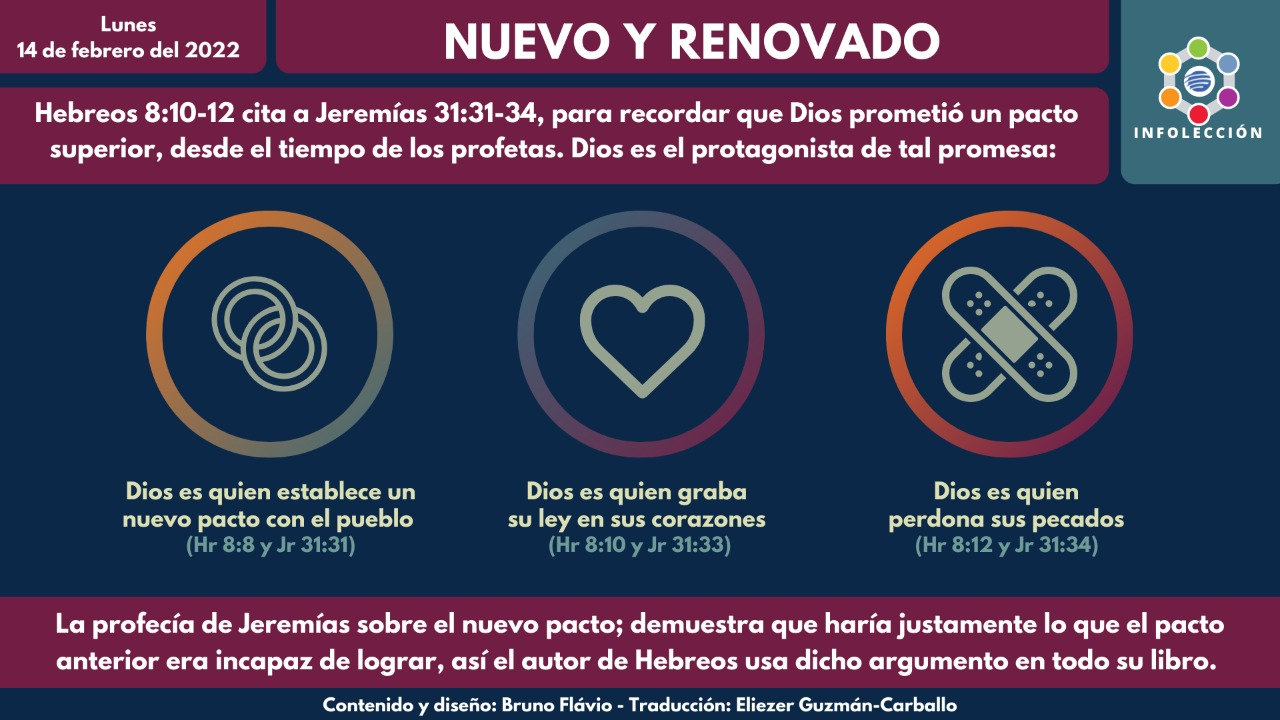 Lunes
14 de febrero del 2022
NUEVO Y RENOVADO
INFOLECCIÓN
Hebreos 8:10-12 cita a Jeremías 31:31-34, para recordar que Dios prometió un pacto
superior, desde el tiempo de los profetas. Dios es el protagonista de tal promesa:
Dios es quien establece un
nuevo pacto con el pueblo
(Hr 8:8 y Jr 31:31)
Dios es quien graba
su ley en sus corazones
(Hr 8:10 y Jr 31:33)
Dios es quien
perdona sus pecados
(Hr 8:12 y Jr 31:34)
La profecía de Jeremías sobre el nuevo pacto; demuestra que haría justamente lo que el pacto
anterior era incapaz de lograr, así el autor de Hebreos usa dicho argumento en todo su libro.
Contenido y diseño: Bruno Flávio - Traducción: Eliezer Guzmán-Carballo